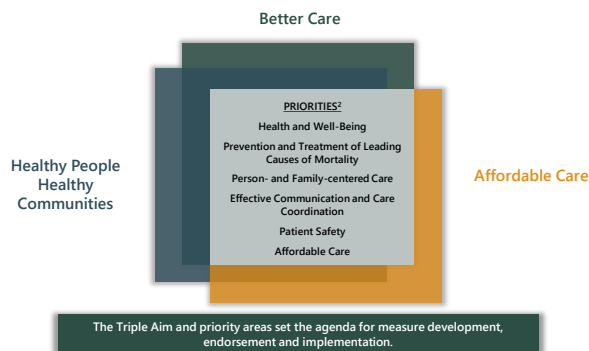 Better Care
PRIORITIES²
Health and Well-Being
Prevention and Treatment of Leading
Causes of Mortality
Person- and Family-centered Care
Effective Communication and Care
Coordination
Patient Safety
Affordable Care
Healthy People
Healthy
Communities
Affordable Care
The Triple Aim and priority areas set the agenda for measure development,
endorsement and implementation.